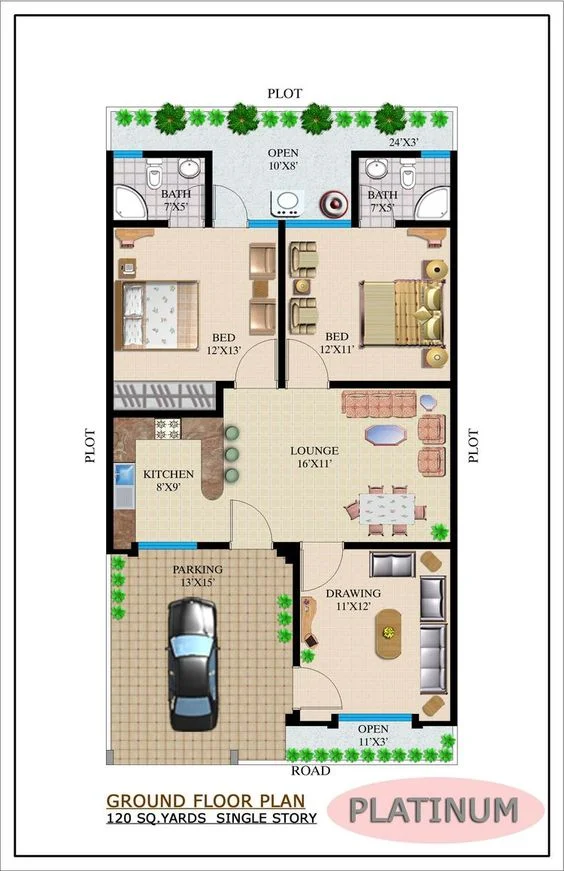 PLOT
24'X3'
OPEN
10'X8'
BATH
7'X5'
BATH
7'X5'
BED
12'X13'
BED
12'X11'
PLOT
PLOT
LOUNGE
16'X11'
KITCHEN
8'X9'
PARKING
13'X15'
DRAWING
11'X12'
OPEN
11'X3'
ROAD
GROUND FLOOR PLAN
120 SQ.YARDS SINGLE STORY
PLATINUM